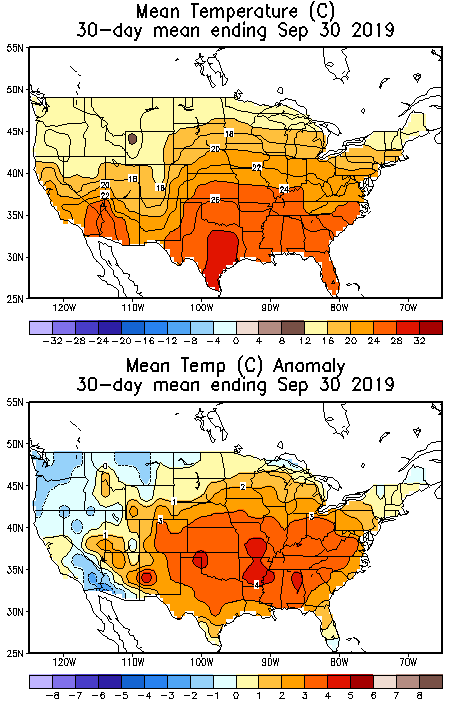 Mean Temperature (C)
30-day mean ending Sep 30 2019
55N
50N
45N
40N
35N
30N
25N
18
20
22
20
18
22
16
24
26
120W 110W 100W 90W 80W 70W
-32 -28 -24 -20 -16 -12 -8 -4 0 4 8 12 16 20 24 28 32
Mean Temp (C) Anomaly
30-day mean ending Sep 30 2019
55N
50N
45N
40N
35N
30N
25N
2
1
3
3
1
4
120W 110W 100W 90W 80W 70W
-8 -7 -6 -5 -4 -3 -2 -1 0 1 2 3 4 5 6 7 8